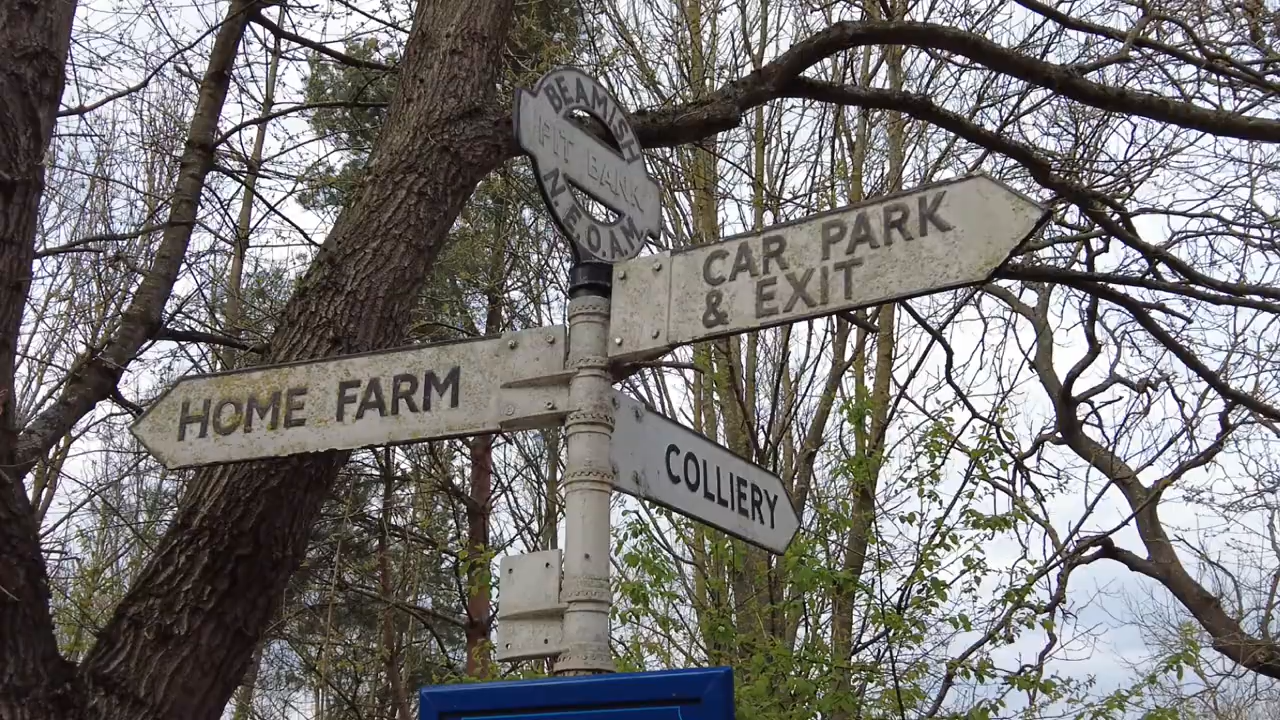 BEAMISH
PIT BANK
N.E.O.A.M.
CAR PARK
& EXIT
HOME FARM
COLLIERY